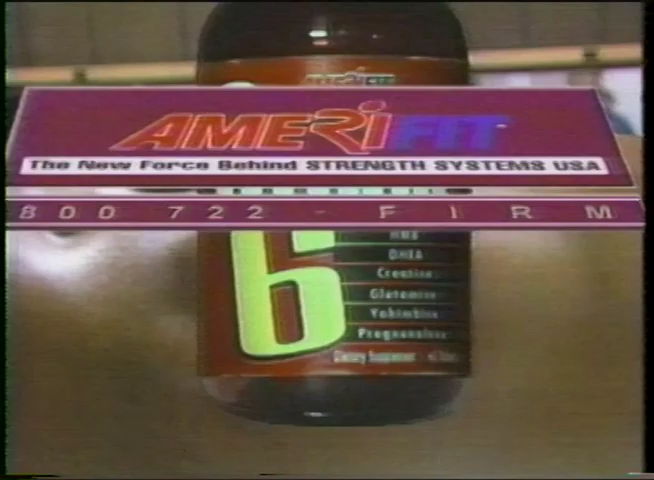 AMERIFIT
AMERIFIT
The New Force Behind STRENGTH SYSTEMS USA
800 722 - FIRM
6
HMB
DHEA
Creatine
Glutamine
Yohimbine
Pregnenolone
Dietary Supplement